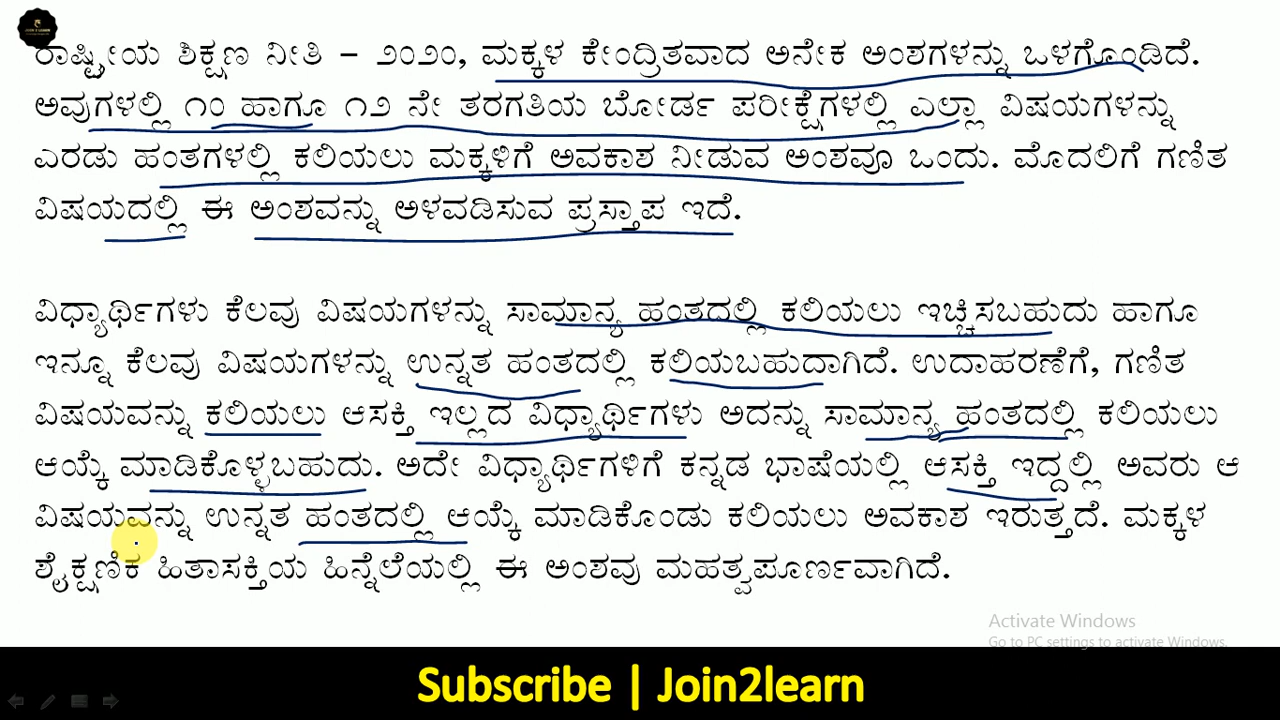 JOIN 2 LEARN
ರಾಷ್ಟ್ರೀಯ ಶಿಕ್ಷಣ ನೀತಿ – ೨೦೨೦, ಮಕ್ಕಳ ಕೇಂದ್ರಿತವಾದ ಅನೇಕ ಅಂಶಗಳನ್ನು ಒಳಗೊಂಡಿದೆ.
ಅವುಗಳಲ್ಲಿ ೧೦ ಹಾಗೂ ೧೨ ನೇ ತರಗತಿಯ ಬೋರ್ಡ ಪರೀಕ್ಷೆಗಳಲ್ಲಿ ಎಲ್ಲಾ ವಿಷಯಗಳನ್ನು
ಎರಡು ಹಂತಗಳಲ್ಲಿ ಕಲಿಯಲು ಮಕ್ಕಳಿಗೆ ಅವಕಾಶ ನೀಡುವ ಅಂಶವೂ ಒಂದು. ಮೊದಲಿಗೆ ಗಣಿತ
ವಿಷಯದಲ್ಲಿ ಈ ಅಂಶವನ್ನು ಅಳವಡಿಸುವ ಪ್ರಸ್ತಾಪ ಇದೆ.
ವಿಧ್ಯಾರ್ಥಿಗಳು ಕೆಲವು ವಿಷಯಗಳನ್ನು ಸಾಮಾನ್ಯ ಹಂತದಲ್ಲಿ ಕಲಿಯಲು ಇಚ್ಚಿಸಬಹುದು ಹಾಗೂ
ಇನ್ನೂ ಕೆಲವು ವಿಷಯಗಳನ್ನು ಉನ್ನತ ಹಂತದಲ್ಲಿ ಕಲಿಯಬಹುದಾಗಿದೆ. ಉದಾಹರಣೆಗೆ, ಗಣಿತ
ವಿಷಯವನ್ನು ಕಲಿಯಲು ಆಸಕ್ತಿ ಇಲ್ಲದ ವಿಧ್ಯಾರ್ಥಿಗಳು ಅದನ್ನು ಸಾಮಾನ್ಯ ಹಂತದಲ್ಲಿ ಕಲಿಯಲು
ಆಯ್ಕೆ ಮಾಡಿಕೊಳ್ಳಬಹುದು. ಅದೇ ವಿಧ್ಯಾರ್ಥಿಗಳಿಗೆ ಕನ್ನಡ ಭಾಷೆಯಲ್ಲಿ ಆಸಕ್ತಿ ಇದ್ದಲ್ಲಿ ಅವರು ಆ
ವಿಷಯವನ್ನು ಉನ್ನತ ಹಂತದಲ್ಲಿ ಆಯ್ಕೆ ಮಾಡಿಕೊಂಡು ಕಲಿಯಲು ಅವಕಾಶ ಇರುತ್ತದೆ. ಮಕ್ಕಳ
ಶೈಕ್ಷಣಿಕ ಹಿತಾಸಕ್ತಿಯ ಹಿನ್ನೆಲೆಯಲ್ಲಿ ಈ ಅಂಶವು ಮಹತ್ವಪೂರ್ಣವಾಗಿದೆ.
Activate Windows
Go to PC settings to activate Windows.
Subscribe | Join2learn